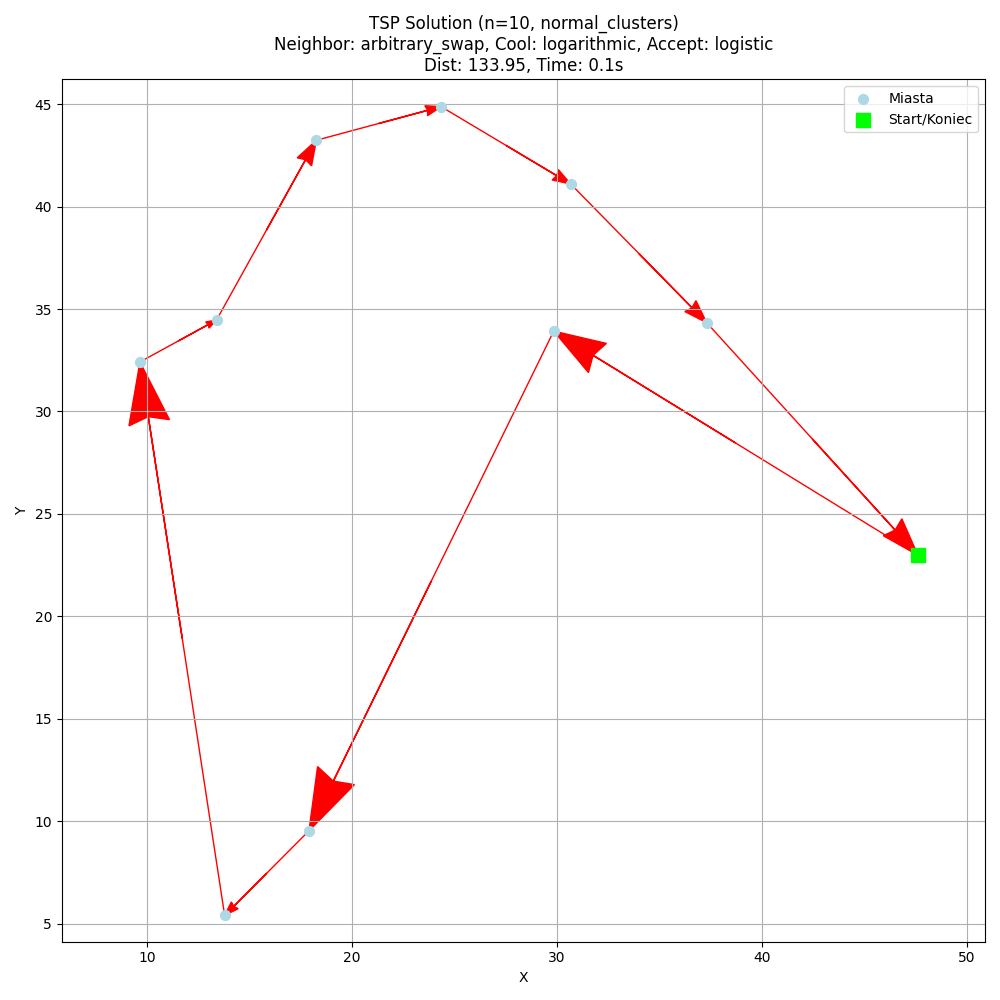 TSP Solution (n=10, normal_clusters)
Neighbor: arbitrary_swap, Cool: logarithmic, Accept: logistic
Dist: 133.95, Time: 0.1s
Miasta
Start/Koniec
45
40
35
30
25
20
15
10
5
Y
10 20 30 40 50
X